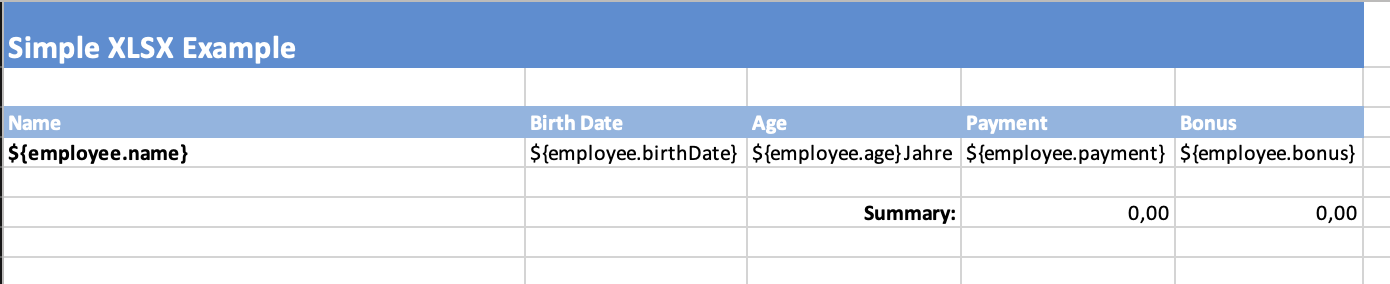 Simple XLSX Example
Name Birth Date Age Payment Bonus
${employee.name} ${employee.birthDate} ${employee.age} Jahre ${employee.payment} ${employee.bonus}
Summary: 0,00 0,00